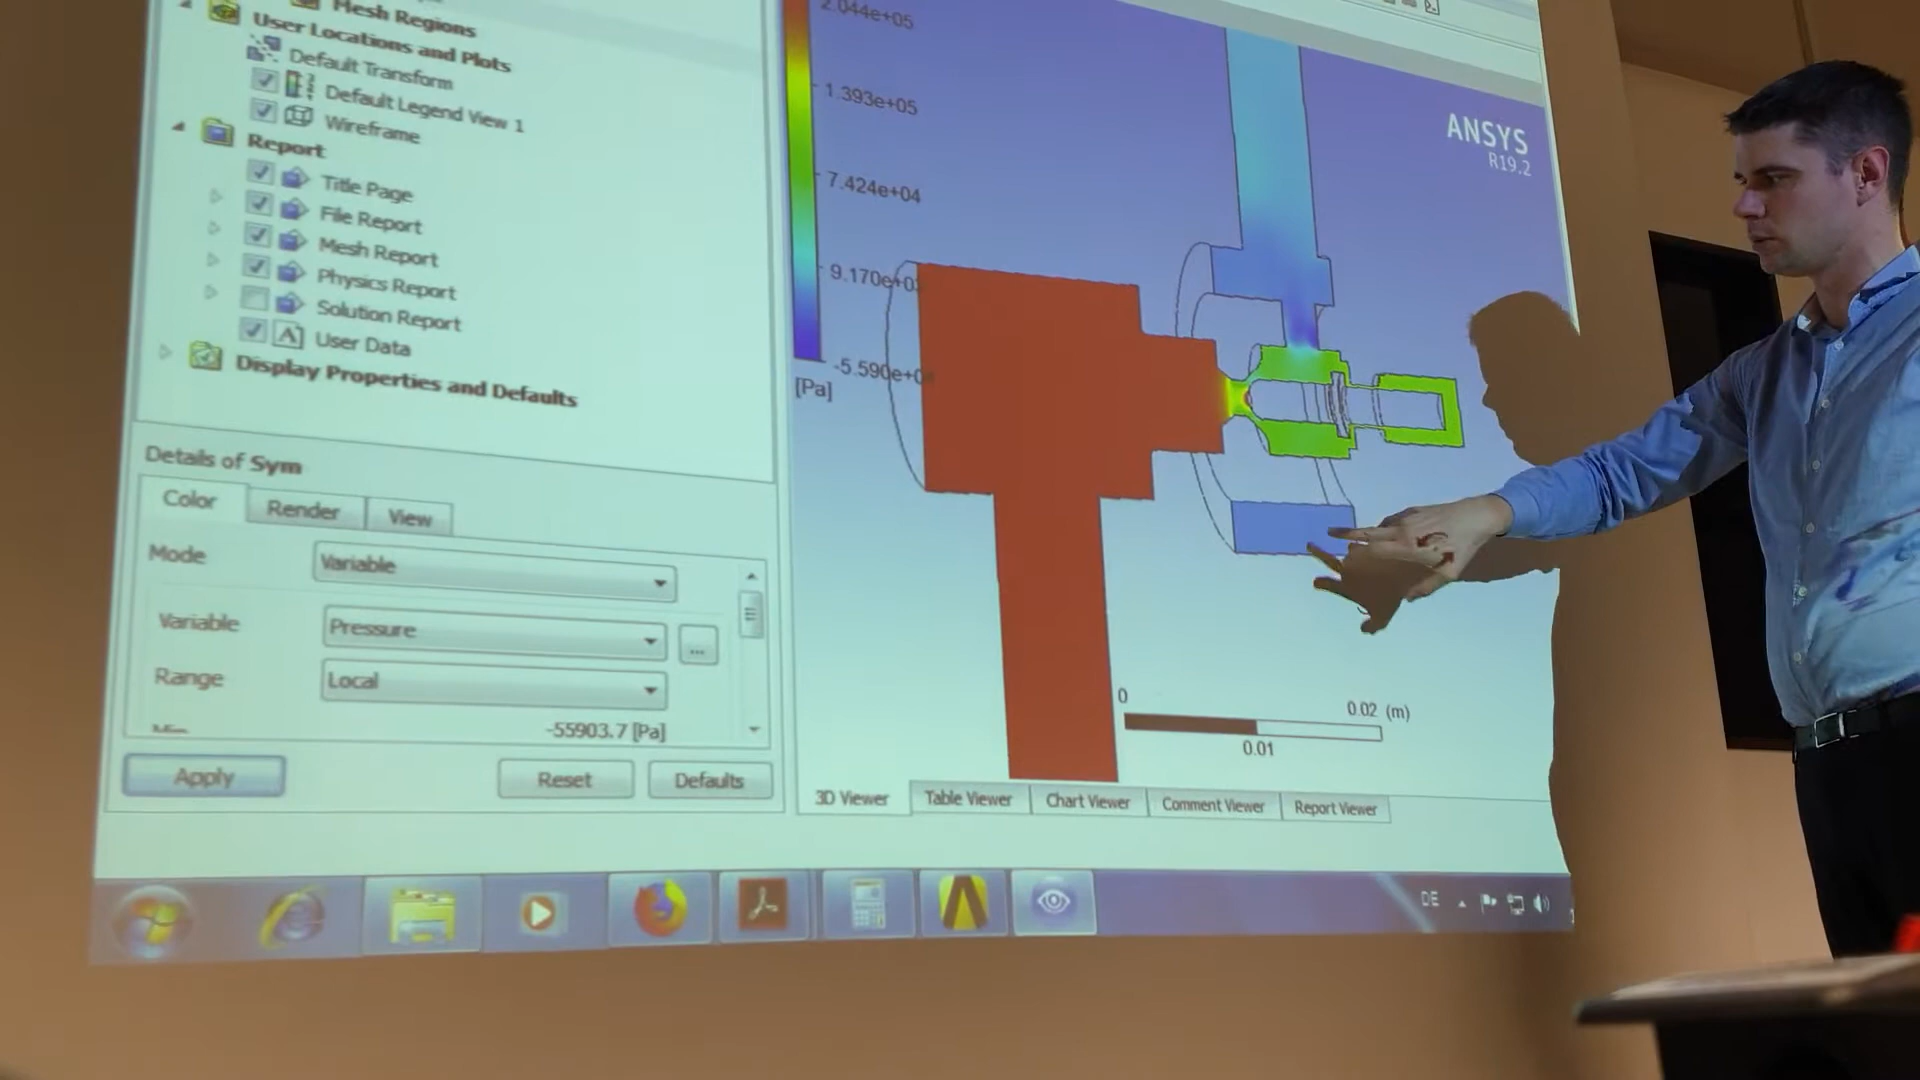 Mesh Regions
User Locations and Plots
Default Transform
Default Legend View 1
Wireframe
Report
Title Page
File Report
Mesh Report
Physics Report
Solution Report
User Data
Display Properties and Defaults
Details of Sym
Color Render View
Mode Variable
Variable Pressure ...
Range Local
-55903.7 [Pa]
Apply Reset Defaults
2.044e+05
1.393e+05
7.424e+04
9.170e+0
-5.590e+0
[Pa]
ANSYS
R19.2
0 0.02 (m)
0.01
3D Viewer Table Viewer Chart Viewer Comment Viewer Report Viewer
DE